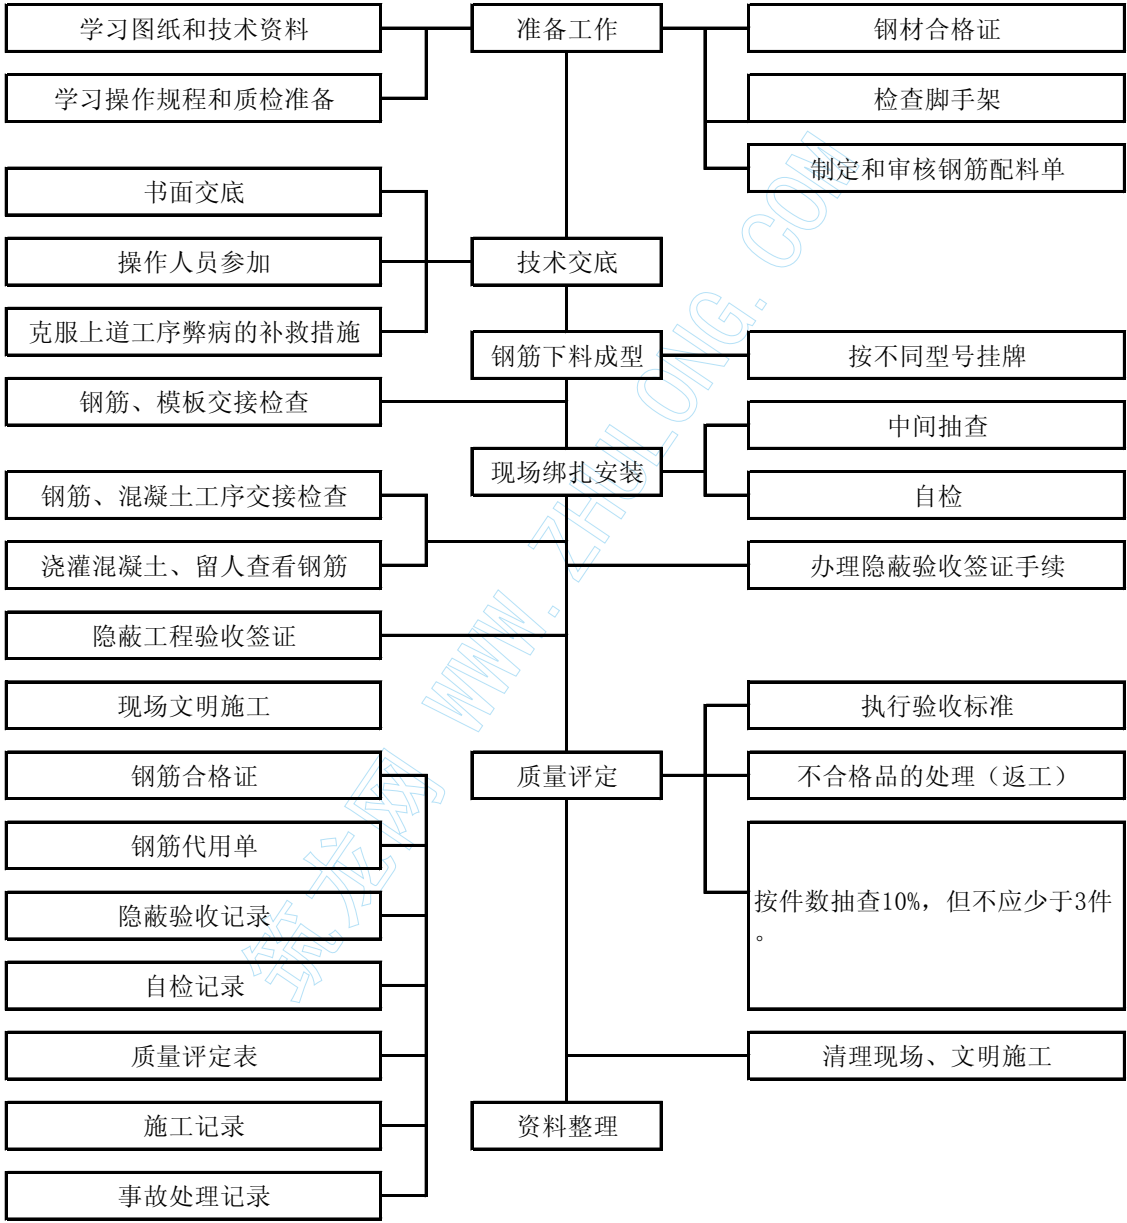 学习图纸和技术资料
准备工作
钢材合格证
学习操作规程和质检准备
检查脚手架
制定和审核钢筋配料单
书面交底
操作人员参加
技术交底
克服上道工序弊病的补救措施
钢筋下料成型
按不同型号挂牌
钢筋、模板交接检查
中间抽查
现场绑扎安装
钢筋、混凝土工序交接检查
自检
浇灌混凝土、留人查看钢筋
办理隐蔽验收签证手续
隐蔽工程验收签证
现场文明施工
执行验收标准
钢筋合格证
质量评定
不合格品的处理（返工）
钢筋代用单
隐蔽验收记录
按件数抽查10%，但不应少于3件
。
自检记录
质量评定表
清理现场、文明施工
施工记录
资料整理
事故处理记录
筑龙网 WWW.ZHULONG.COM